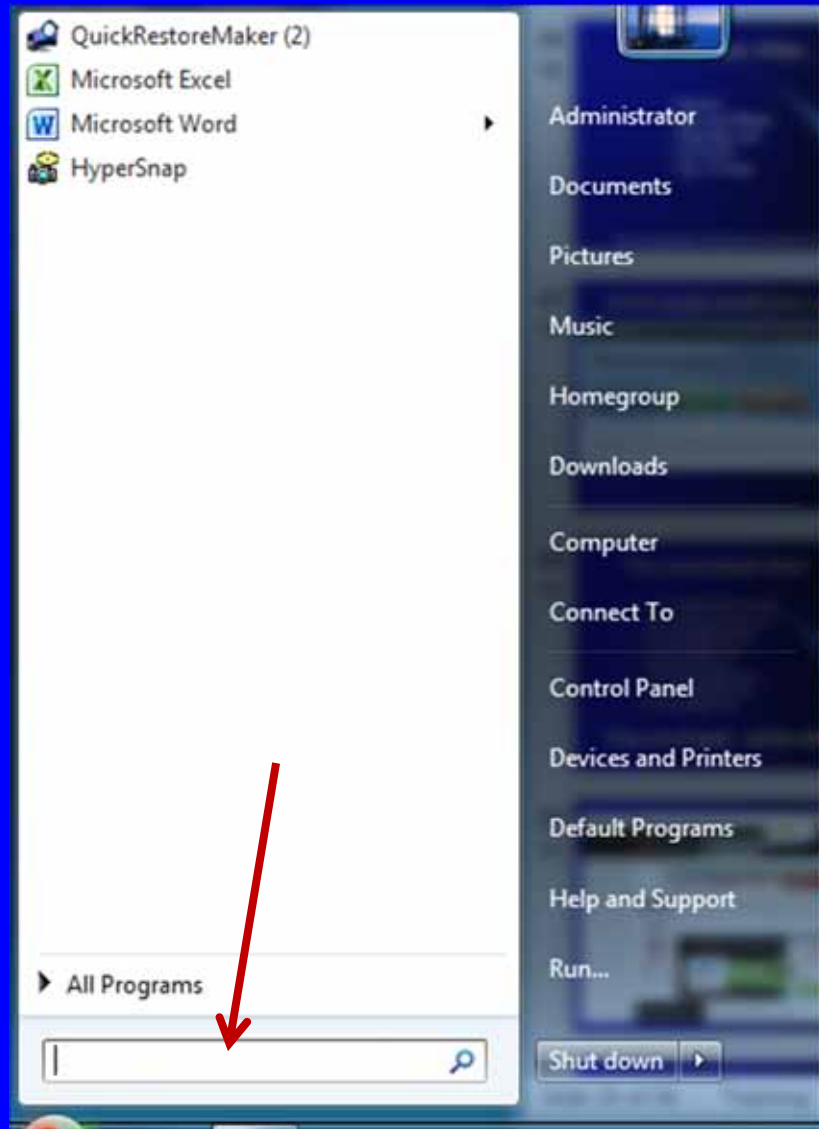 QuickRestoreMaker (2)
Microsoft Excel
Microsoft Word
HyperSnap
All Programs
Administrator
Documents
Pictures
Music
Homegroup
Downloads
Computer
Connect To
Control Panel
Devices and Printers
Default Programs
Help and Support
Run...
Shut down